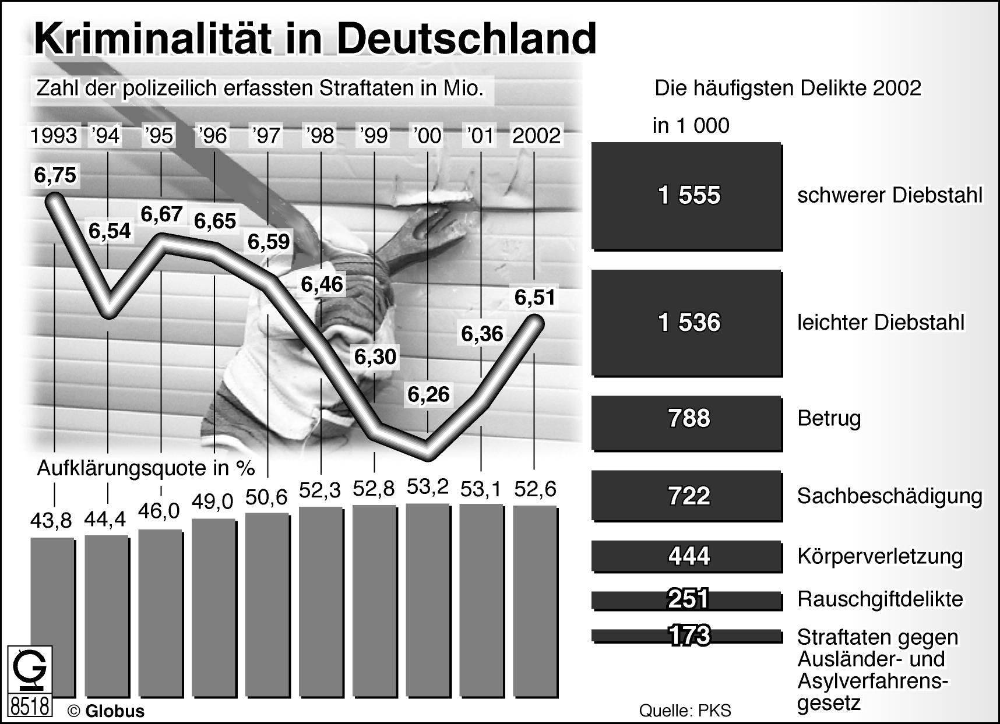 Kriminalität in Deutschland
Zahl der polizeilich erfassten Straftaten in Mio.
1993 ’94 ’95 ’96 ’97 ’98 ’99 ’00 ’01 2002
6,75
6,54
6,67
6,65
6,59
6,46
6,30
6,26
6,36
6,51
Aufklärungsquote in %
43,8 44,4 46,0 49,0 50,6 52,3 52,8 53,2 53,1 52,6
Die häufigsten Delikte 2002
in 1 000
1 555 schwerer Diebstahl
1 536 leichter Diebstahl
788 Betrug
722 Sachbeschädigung
444 Körperverletzung
251 Rauschgiftdelikte
173 Straftaten gegen
Ausländer- und
Asylverfahrens-
gesetz
G
8518
© Globus
Quelle: PKS